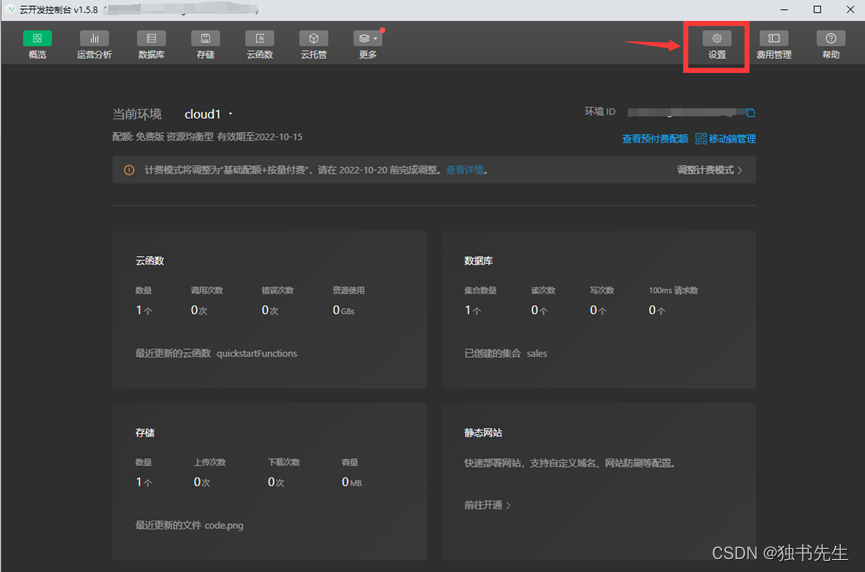 云开发控制台 v1.5.8
概览 运营分析 数据库 存储 云函数 云托管 更多 设置 费用管理 帮助
当前环境 cloud1 环境 ID
配额: 免费版 资源均衡型 有效期至2022-10-15 查看预付费配额 移动端管理
计费模式将调整为"基础配额+按量付费"，请在 2022-10-20 前完成调整。查看详情。 调整计费模式
云函数
数量 调用次数 错误次数 资源使用
1个 0次 0次 0GBs
最近更新的云函数 quickstartFunctions
数据库
集合数量 读次数 写次数 100ms 请求数
1个 0个 0个 0个
已创建的集合 sales
存储
数量 上传次数 下载次数 容量
1个 0次 0次 0MB
最近更新的文件 code.png
静态网站
快速部署网站，支持自定义域名、网站防刷等配置。
前往开通
CSDN @独书先生